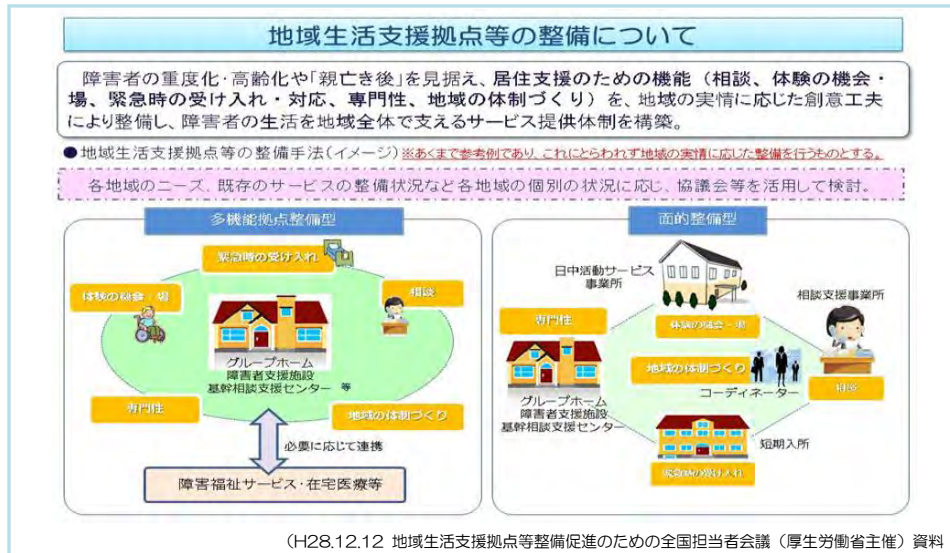 地域生活支援拠点等の整備について
障害者の重度化・高齢化や「親亡き後」を見据え、居住支援のための機能（相談、体験の機会・
場、緊急時の受け入れ・対応、専門性、地域の体制づくり）を、地域の実情に応じた創意工夫
により整備し、障害者の生活を地域全体で支えるサービス提供体制を構築。
●地域生活支援拠点等の整備手法（イメージ）※あくまで参考例であり、これにとらわれず地域の実情に応じた整備を行うものとする。
各地域のニーズ、既存のサービスの整備状況など各地域の個別の状況に応じ、協議会等を活用して検討。
多機能拠点整備型
緊急時の受け入れ
体験の機会・場
相談
グループホーム
障害者支援施設
基幹相談支援センター 等
専門性
地域の体制づくり
必要に応じて連携
障害福祉サービス・在宅医療等
面的整備型
日中活動サービス
事業所
相談支援事業所
専門性
体験の機会・場
地域の体制づくり
コーディネーター
相談
グループホーム
障害者支援施設
基幹相談支援センター
短期入所
緊急時の受け入れ
（H28.12.12 地域生活支援拠点等整備促進のための全国担当者会議（厚生労働省主催）資料